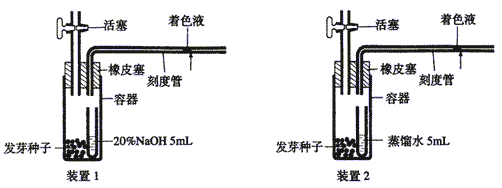 活塞
着色液
橡皮塞
刻度管
容器
20%NaOH 5mL
发芽种子
装置 1
活塞
着色液
橡皮塞
刻度管
容器
蒸馏水 5mL
发芽种子
装置 2